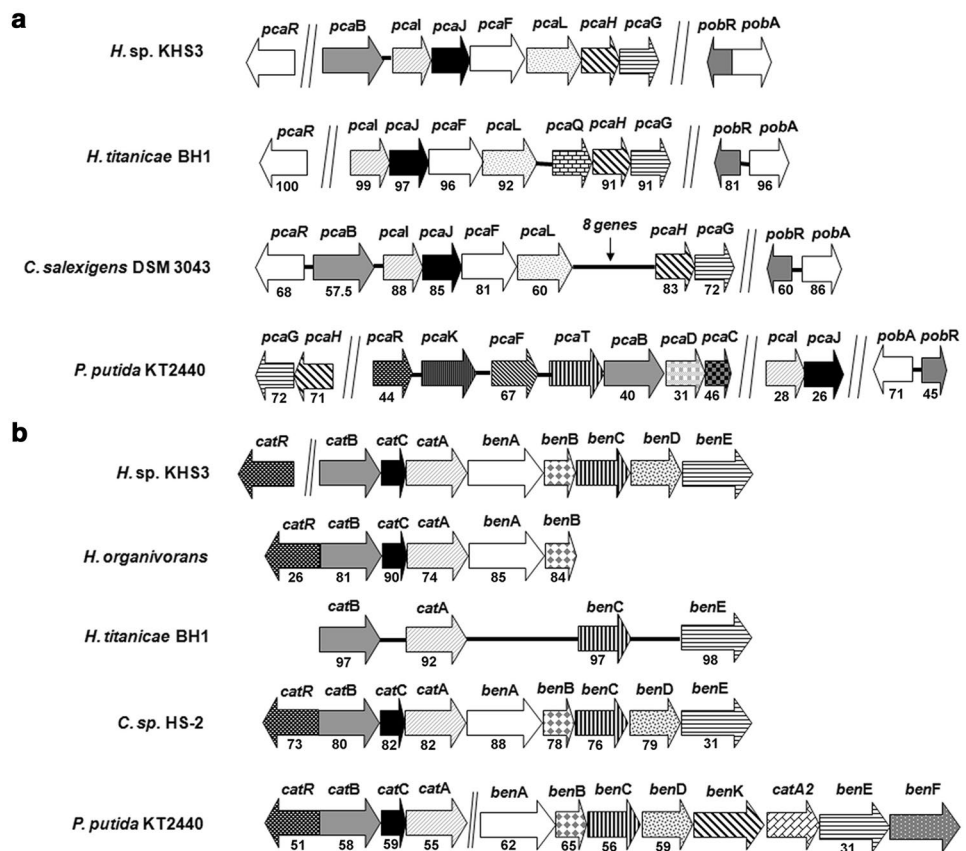 a
pcaR pcaB pcaI pcaJ pcaF pcaL pcaH pcaG pobR pobA
H. sp. KHS3
pcaR pcaI pcaJ pcaF pcaL pcaQ pcaH pcaG pobR pobA
H. titanicae BH1
100 99 97 96 92 91 91 81 96
8 genes
pcaR pcaB pcaI pcaJ pcaF pcaL pcaH pcaG pobR pobA
C. salexigens DSM 3043
68 57.5 88 85 81 60 83 72 60 86
pcaG pcaH pcaR pcaK pcaF pcaT pcaB pcaD pcaC pcaI pcaJ pobA pobR
P. putida KT2440
72 71 44 67 40 31 46 28 26 71 45
b
catR catB catC catA benA benB benC benD benE
H. sp. KHS3
catR catB catC catA benA benB
H. organivorans
26 81 90 74 85 84
catB catA benC benE
H. titanicae BH1
97 92 97 98
catR catB catC catA benA benB benC benD benE
C. sp. HS-2
73 80 82 82 88 78 76 79 31
catR catB catC catA benA benB benC benD benK catA2 benE benF
P. putida KT2440
51 58 59 55 62 65 56 59 31